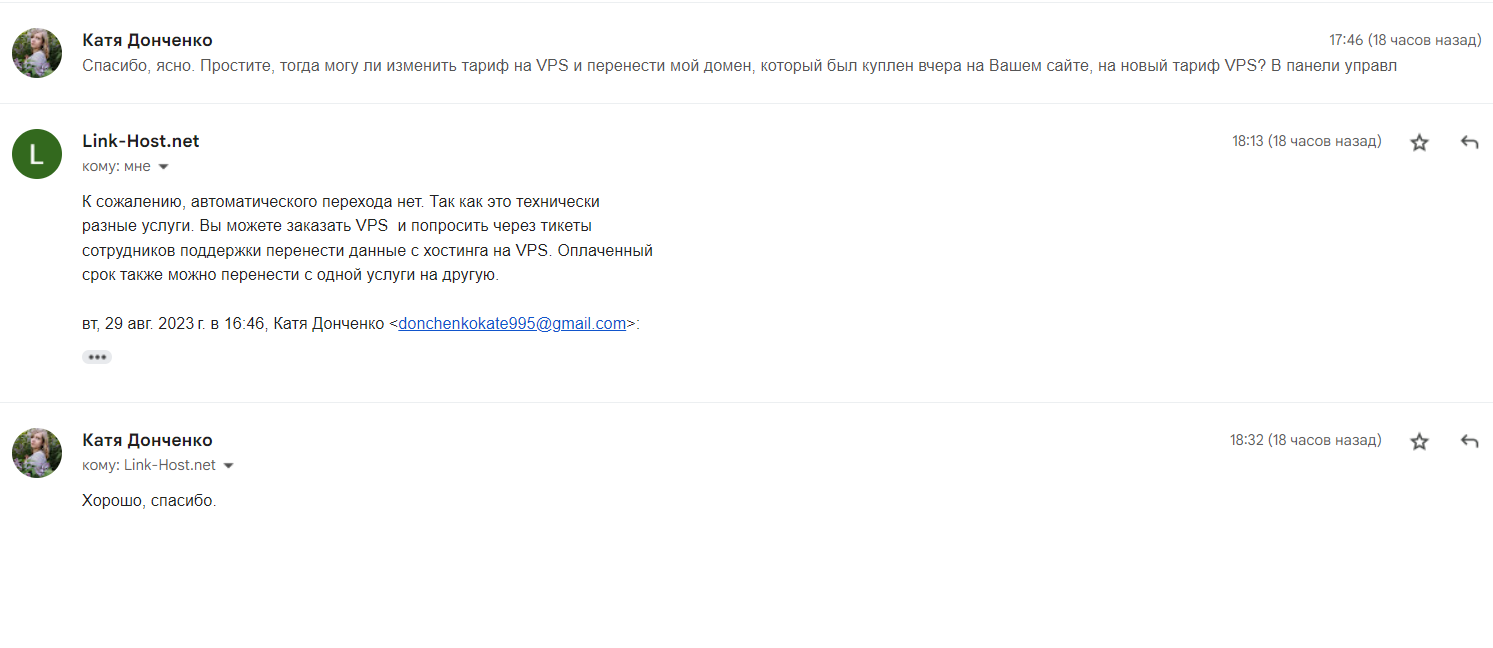 Катя Донченко
17:46 (18 часов назад)
Спасибо, ясно. Простите, тогда могу ли изменить тариф на VPS и перенести мой домен, который был куплен вчера на Вашем сайте, на новый тариф VPS? В панели управл
L
Link-Host.net
18:13 (18 часов назад)
кому: мне
К сожалению, автоматического перехода нет. Так как это технически
разные услуги. Вы можете заказать VPS и попросить через тикеты
сотрудников поддержки перенести данные с хостинга на VPS. Оплаченный
срок также можно перенести с одной услуги на другую.
вт, 29 авг. 2023 г. в 16:46, Катя Донченко <donchenkokate995@gmail.com>:
Катя Донченко
18:32 (18 часов назад)
кому: Link-Host.net
Хорошо, спасибо.